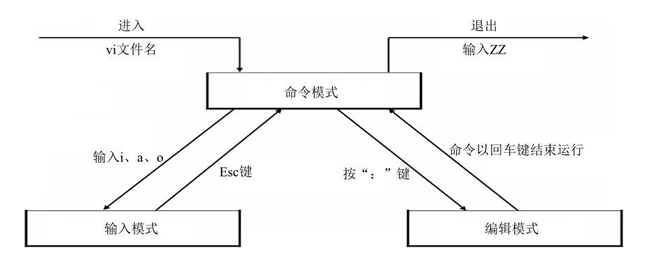 进入
退出
vi文件名
输入ZZ
命令模式
输入i、a、o
Esc键
按“：”键
命令以回车键结束运行
输入模式
编辑模式